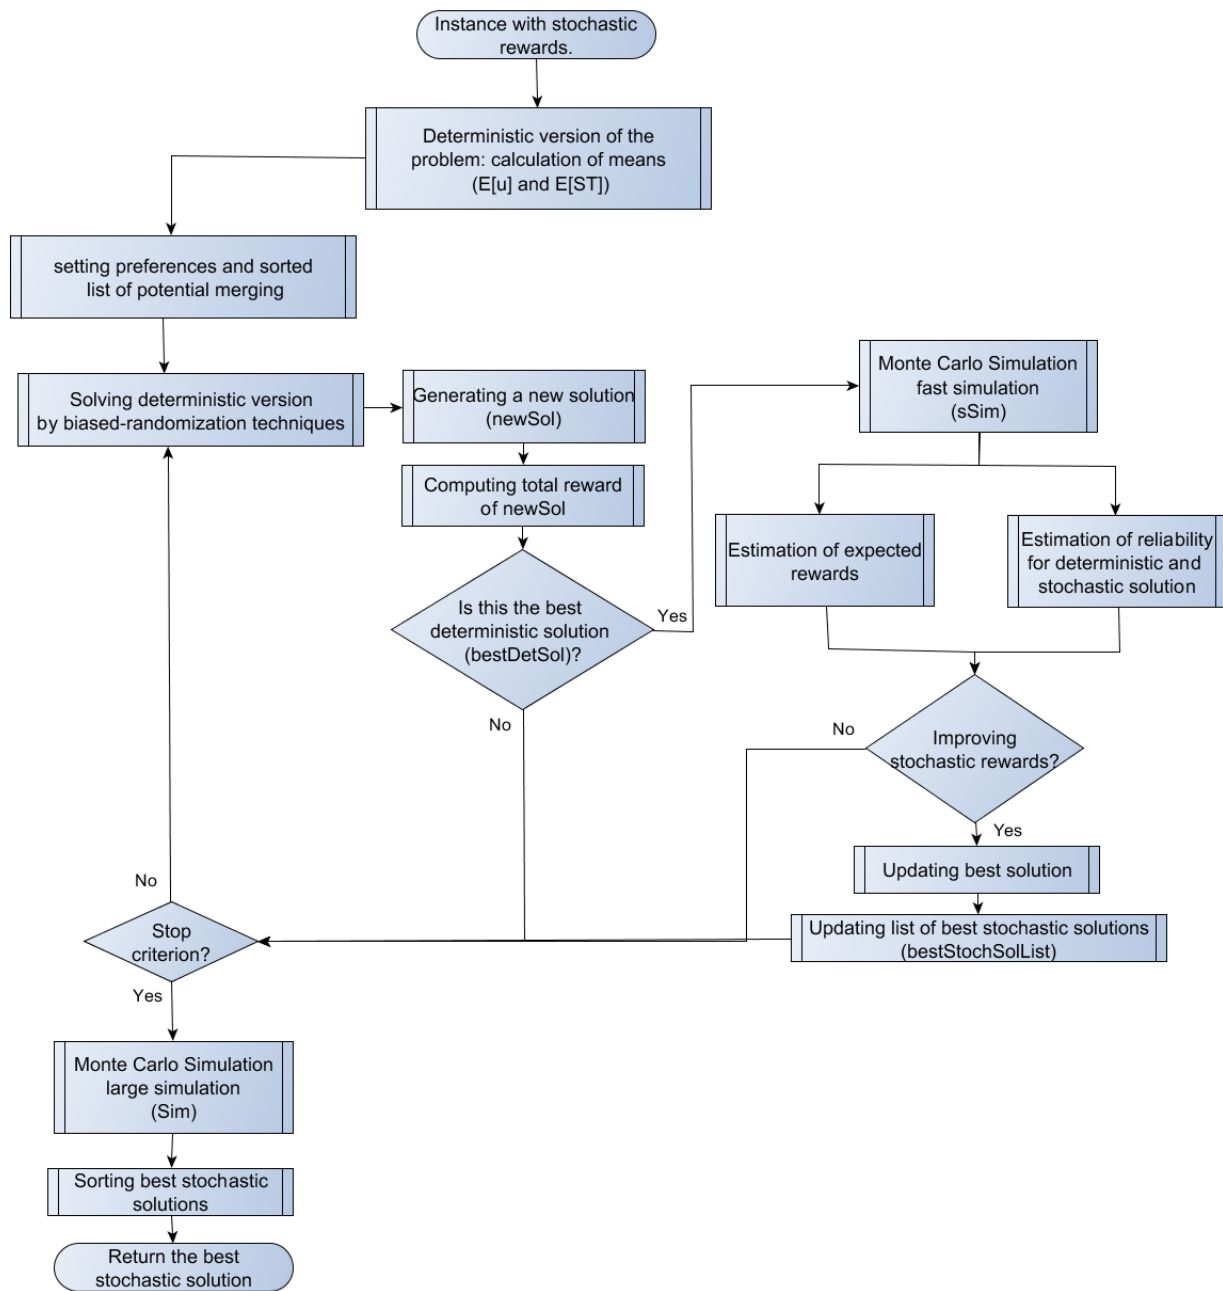 Instance with stochastic
rewards.
Deterministic version of the
problem: calculation of means
(E[u] and E[ST])
setting preferences and sorted
list of potential merging
Solving deterministic version
by biased-randomization techniques
Generating a new solution
(newSol)
Computing total reward
of newSol
Is this the best
deterministic solution
(bestDetSol)?
Yes
No
Monte Carlo Simulation
fast simulation
(sSim)
Estimation of expected
rewards
Estimation of reliability
for deterministic and
stochastic solution
Improving
stochastic rewards?
No
Yes
Updating best solution
Updating list of best stochastic solutions
(bestStochSolList)
No
Stop
criterion?
Yes
Monte Carlo Simulation
large simulation
(Sim)
Sorting best stochastic
solutions
Return the best
stochastic solution